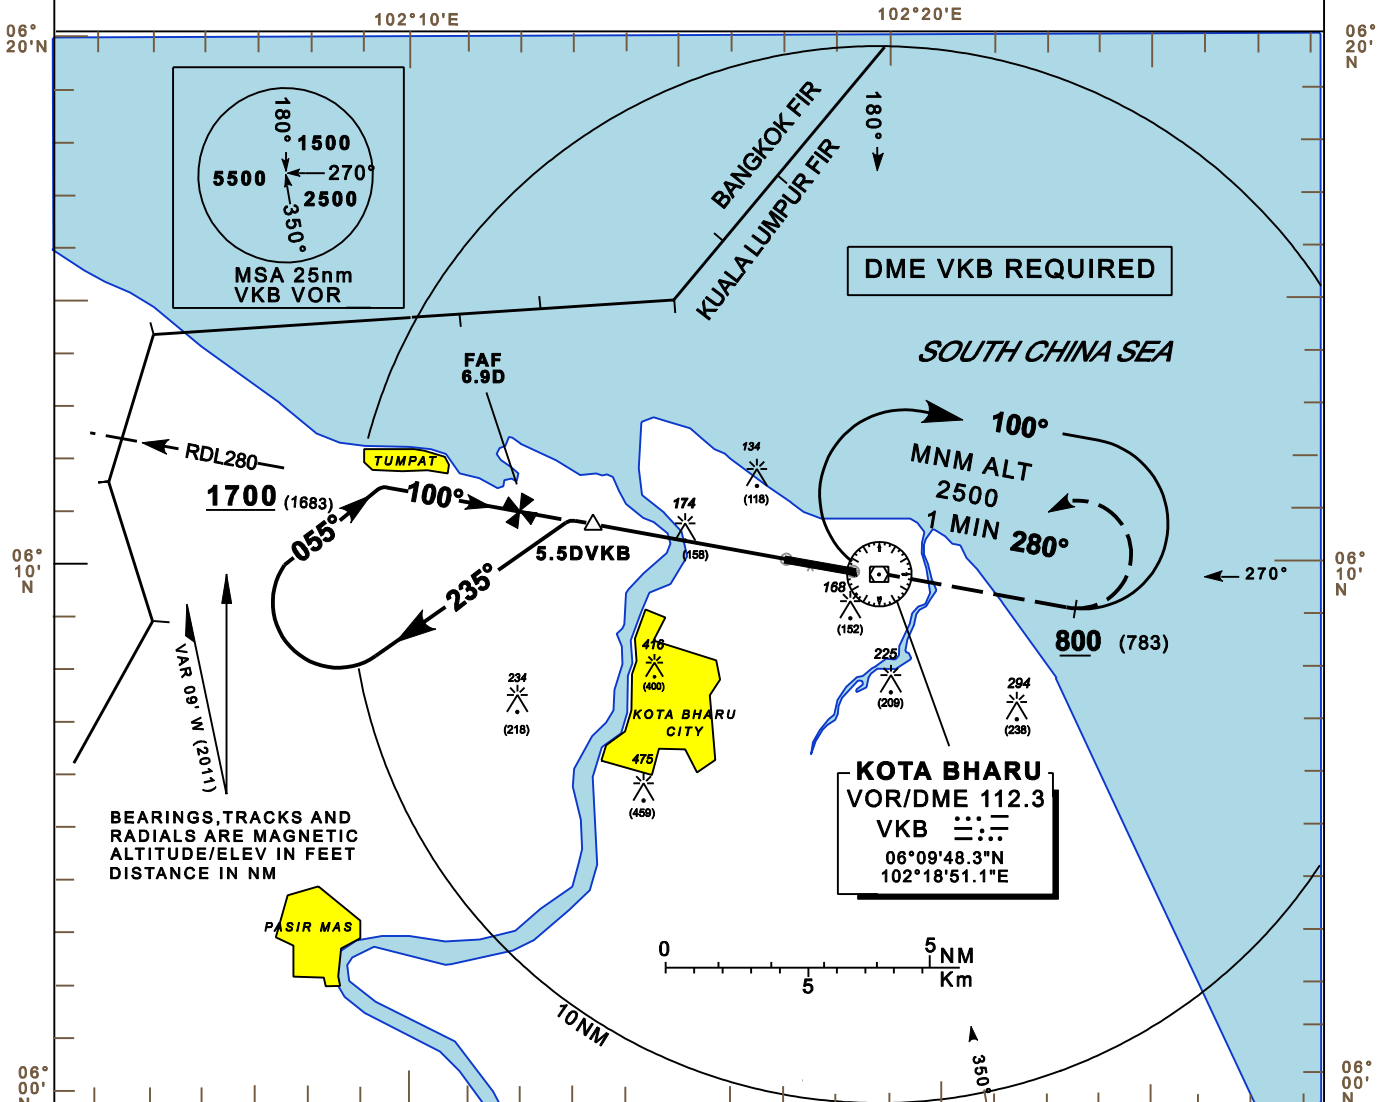 102°10'E
102°20'E
06°
20'N
06°
20'
N
180°
1500
5500
270°
2500
350°
MSA 25nm
VKB VOR
BANGKOK FIR
KUALA LUMPUR FIR
180°
DME VKB REQUIRED
SOUTH CHINA SEA
FAF
6.9D
RDL280
TUMPAT
1700 (1683)
100°
055°
235°
5.5DVKB
174
(158)
134
(118)
100°
MNM ALT
2500
1 MIN 280°
06°
10'
N
06°
10'
N
270°
168
(152)
800 (783)
VAR 09' W (2011)
416
(400)
225
(209)
234
(218)
294
(238)
KOTA BHARU
CITY
475
(459)
KOTA BHARU
VOR/DME 112.3
VKB
06°09'48.3"N
102°18'51.1"E
BEARINGS,TRACKS AND
RADIALS ARE MAGNETIC
ALTITUDE/ELEV IN FEET
DISTANCE IN NM
PASIR MAS
0
5
NM
5
Km
10NM
350°
06°
00'
N
06°
00'
N